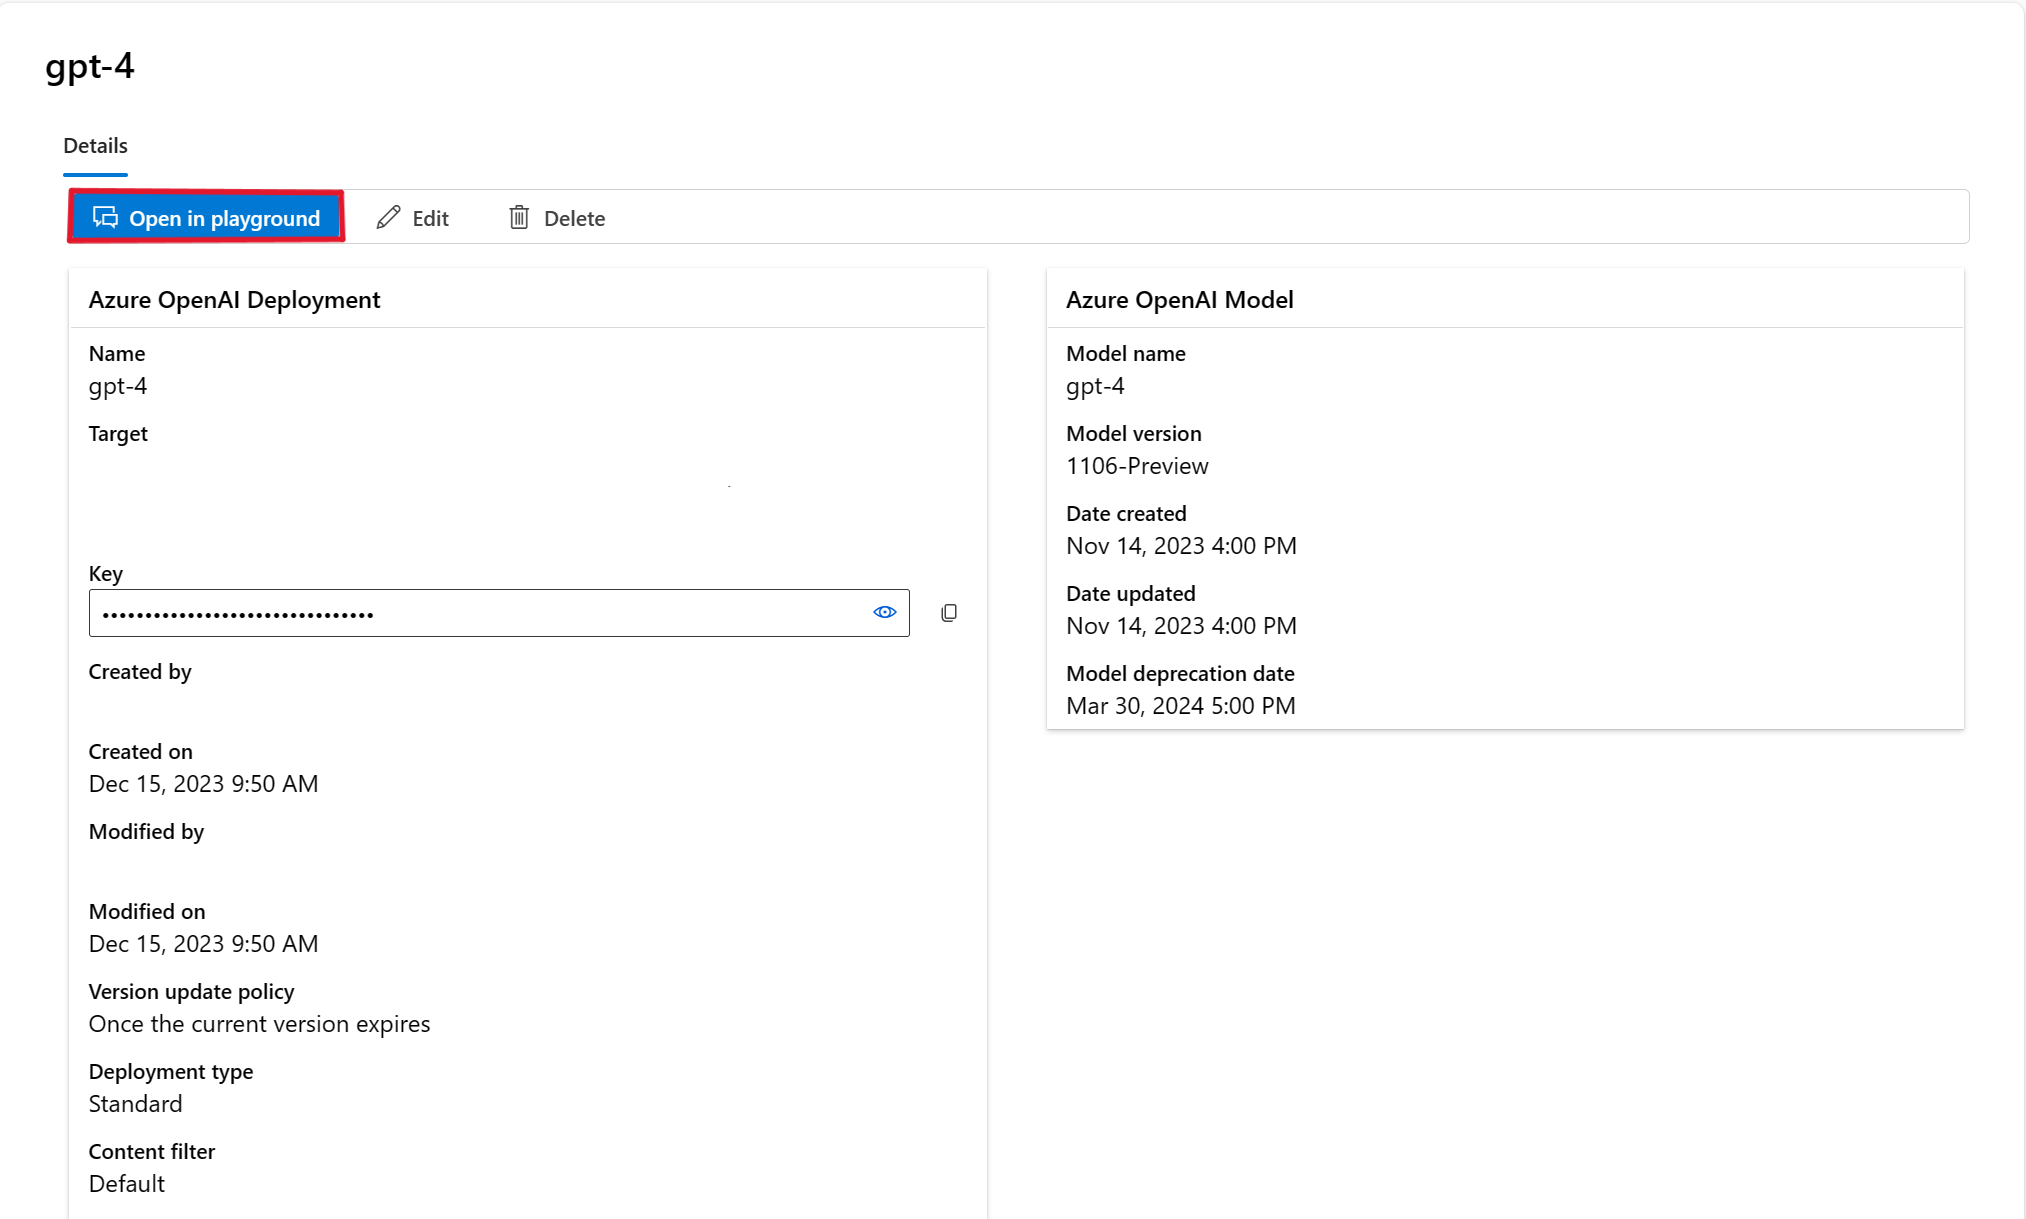 gpt-4
Details
Open in playground
Edit
Delete
Azure OpenAI Deployment
Name
gpt-4
Target
Key
•••••••••••••••••••••••••••••••
Created by
Created on
Dec 15, 2023 9:50 AM
Modified by
Modified on
Dec 15, 2023 9:50 AM
Version update policy
Once the current version expires
Deployment type
Standard
Content filter
Default
Azure OpenAI Model
Model name
gpt-4
Model version
1106-Preview
Date created
Nov 14, 2023 4:00 PM
Date updated
Nov 14, 2023 4:00 PM
Model deprecation date
Mar 30, 2024 5:00 PM